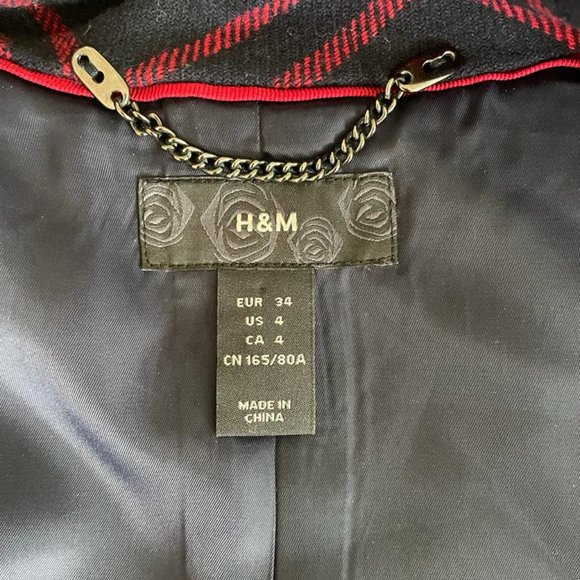 H&M
EUR 34
US 4
CA 4
CN 165/80A
MADE IN
CHINA